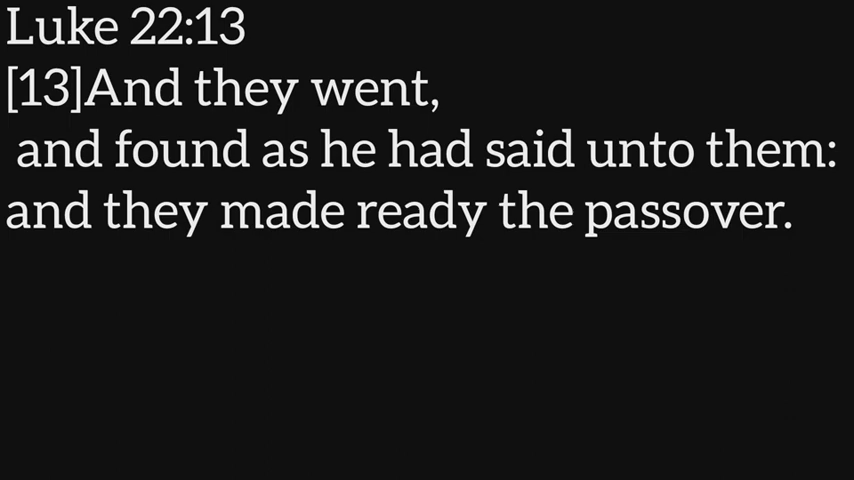 Luke 22:13
[13]And they went,
and found as he had said unto them:
and they made ready the passover.